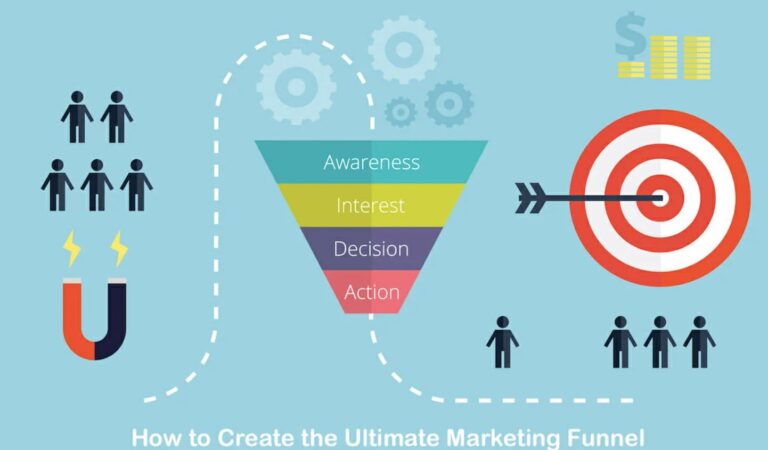 $
Awareness
Interest
Decision
Action
How to Create the Ultimate Marketing Funnel